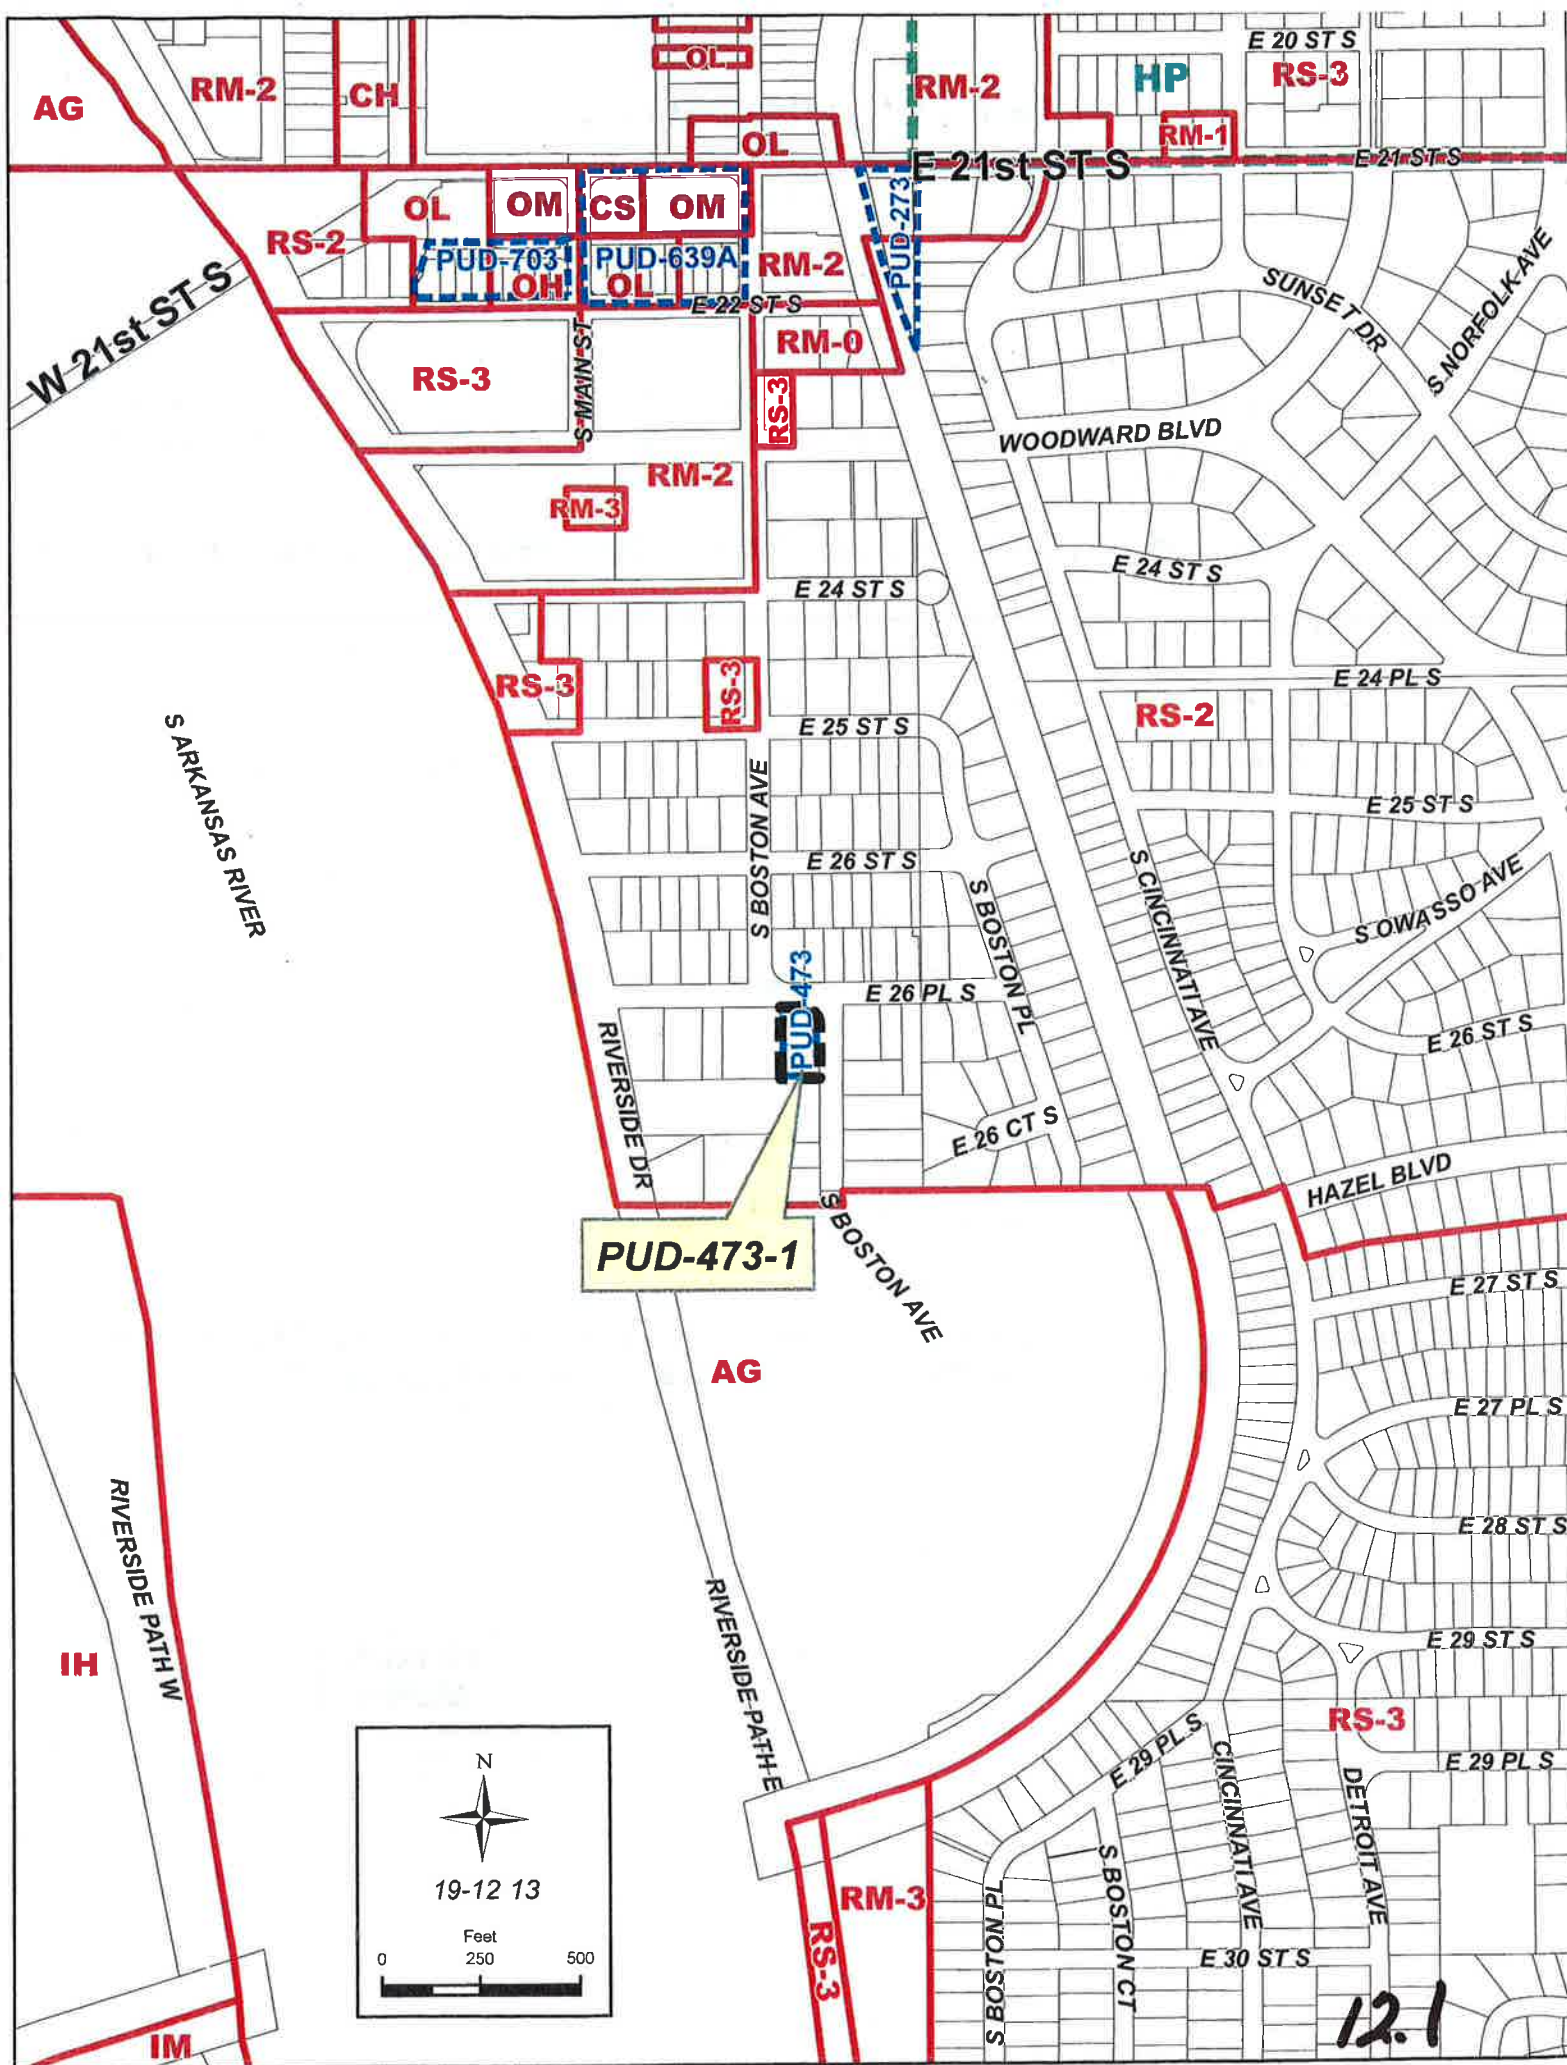 E 20 ST S
OL
AG
RM-2
CH
RM-2
HP
RS-3
OL
RM-1
E 21st ST S
E 21 ST S
OL
OM
CS
OM
PUD-273
RS-2
PUD-703
PUD-639A
RM-2
OH
OL
E 22 ST S
W 21st ST S
SUNSET DR
S NORFOLK AVE
S MAIN ST
RM-0
RS-3
RS-3
WOODWARD BLVD
RM-2
RM-3
E 24 ST S
E 24 ST S
RS-3
RS-3
E 24 PL S
RS-2
E 25 ST S
S ARKANSAS RIVER
S BOSTON AVE
E 25 ST S
E 26 ST S
S CINCINNATI AVE
S OWASSO AVE
S BOSTON PL
PUD-473
E 26 PL S
E 26 ST S
RIVERSIDE DR
E 26 CT S
HAZEL BLVD
PUD-473-1
S BOSTON AVE
E 27 ST S
AG
E 27 PL S
RIVERSIDE PATH W
E 28 ST S
RIVERSIDE PATH E
E 29 ST S
IH
RS-3
E 29 PL S
E 29 PL S
CINCINNATI AVE
DETROIT AVE
N
19-12 13
Feet
0 250 500
RM-3
RS-3
S BOSTON PL
S BOSTON CT
E 30 ST S
IM
12.1